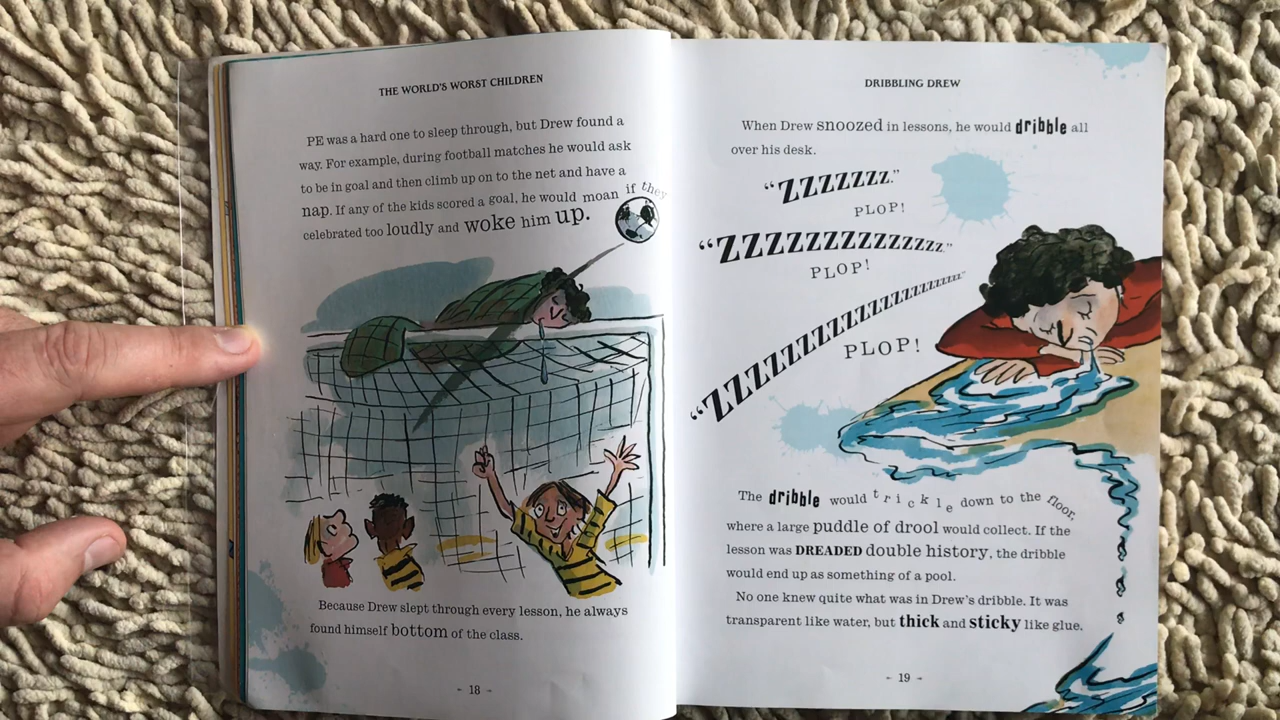 THE WORLD'S WORST CHILDREN
PE was a hard one to sleep through, but Drew found a
way. For example, during football matches he would ask
to be in goal and then climb up on to the net and have a
nap. If any of the kids scored a goal, he would moan if they
celebrated too loudly and woke him up.
Because Drew slept through every lesson, he always
found himself bottom of the class.
- 18 -
DRIBBLING DREW
When Drew snoozed in lessons, he would dribble all
over his desk.
“ZZZZZZZ.”
PLOP!
“ZZZZZZZZZZZZZZZ.”
PLOP!
“ZZZZZZZZZZZZZZZZZZZZZZZZZZZ.”
PLOP!
The dribble would trickle down to the floor,
where a large puddle of drool would collect. If the
lesson was DREADED double history, the dribble
would end up as something of a pool.
No one knew quite what was in Drew's dribble. It was
transparent like water, but thick and sticky like glue.
- 19 -